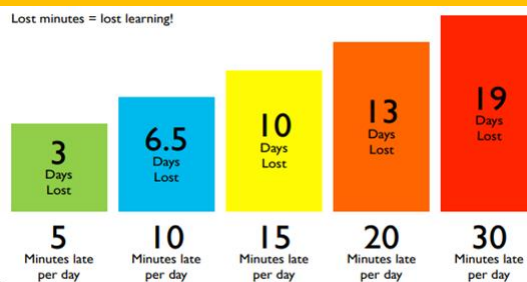 Lost minutes = lost learning!
3
Days
Lost
6.5
Days
Lost
10
Days
Lost
13
Days
Lost
19
Days
Lost
5
Minutes late
per day
10
Minutes late
per day
15
Minutes late
per day
20
Minutes late
per day
30
Minutes late
per day